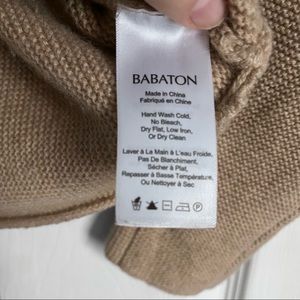 BABATON
Made in China
Fabriqué en Chine
Hand Wash Cold,
No Bleach,
Dry Flat, Low Iron,
Or Dry Clean
Laver à Le Main à L'eau Froide,
Pas De Blanchiment,
Sécher à Plat,
Repasser à Basse Température,
Ou Nettoyer à Sec